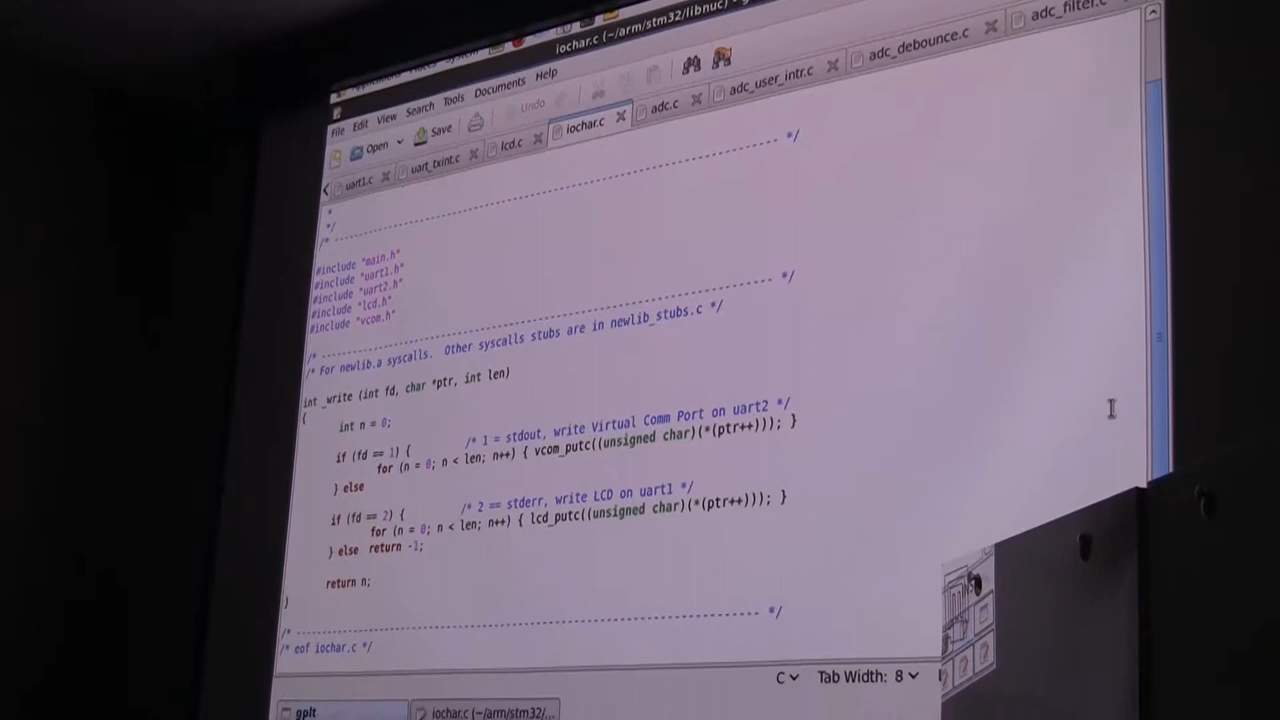 iochar.c (~/arm/stm32/libnuc) - g
File Edit View Search Tools Documents Help
Open Save Undo
uart1.c uart_txint.c lcd.c iochar.c adc.c adc_user_intr.c adc_debounce.c adc_filter.c
----------------------------------------------------------------------- */
*
*/
/* ----------------------------------------------------------------------- */
#include "main.h"
#include "uart1.h"
#include "uart2.h"
#include "lcd.h"
#include "vcom.h"
/* ----------------------------------------------------------------------- */
/* For newlib.a syscalls. Other syscalls stubs are in newlib_stubs.c */
int _write (int fd, char *ptr, int len)
{
int n = 0;
if (fd == 1) { /* 1 = stdout, write Virtual Comm Port on uart2 */
for (n = 0; n < len; n++) { vcom_putc((unsigned char)(*(ptr++))); }
} else
if (fd == 2) { /* 2 == stderr, write LCD on uart1 */
for (n = 0; n < len; n++) { lcd_putc((unsigned char)(*(ptr++))); }
} else return -1;
return n;
}
/* ----------------------------------------------------------------------- */
/* eof iochar.c */
C Tab Width: 8
gplt iochar.c (~/arm/stm32/...